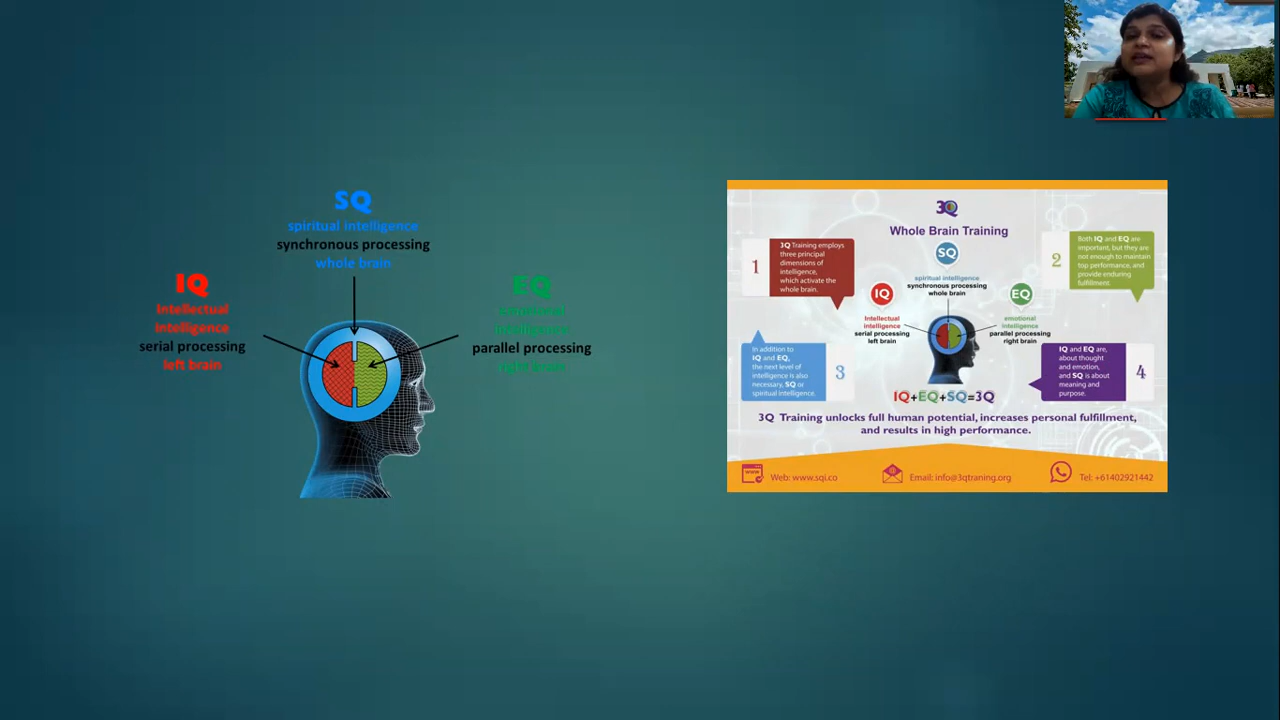 SQ
spiritual intelligence
synchronous processing
whole brain
IQ
Intellectual
intelligence
serial processing
left brain
EQ
emotional
intelligence
parallel processing
right brain
3Q
Whole Brain Training
1
3Q Training employs
three principal
dimensions of
intelligence,
which activate the
whole brain.
2
Both IQ and EQ are
important, but they are
not enough to maintain
top performance, and
provide enduring
fulfillment.
SQ
spiritual intelligence
synchronous processing
whole brain
IQ
Intellectual
intelligence
serial processing
left brain
EQ
emotional
intelligence
parallel processing
right brain
In addition to
IQ and EQ,
the next level of
intelligence is also
necessary, SQ or
spiritual intelligence.
3
IQ and EQ are,
about thought
and emotion,
and SQ is about
meaning and
purpose.
4
IQ+EQ+SQ=3Q
3Q Training unlocks full human potential, increases personal fulfillment,
and results in high performance.
Web: www.sqi.co
Email: info@3qtraning.org
Tel: +61402921442